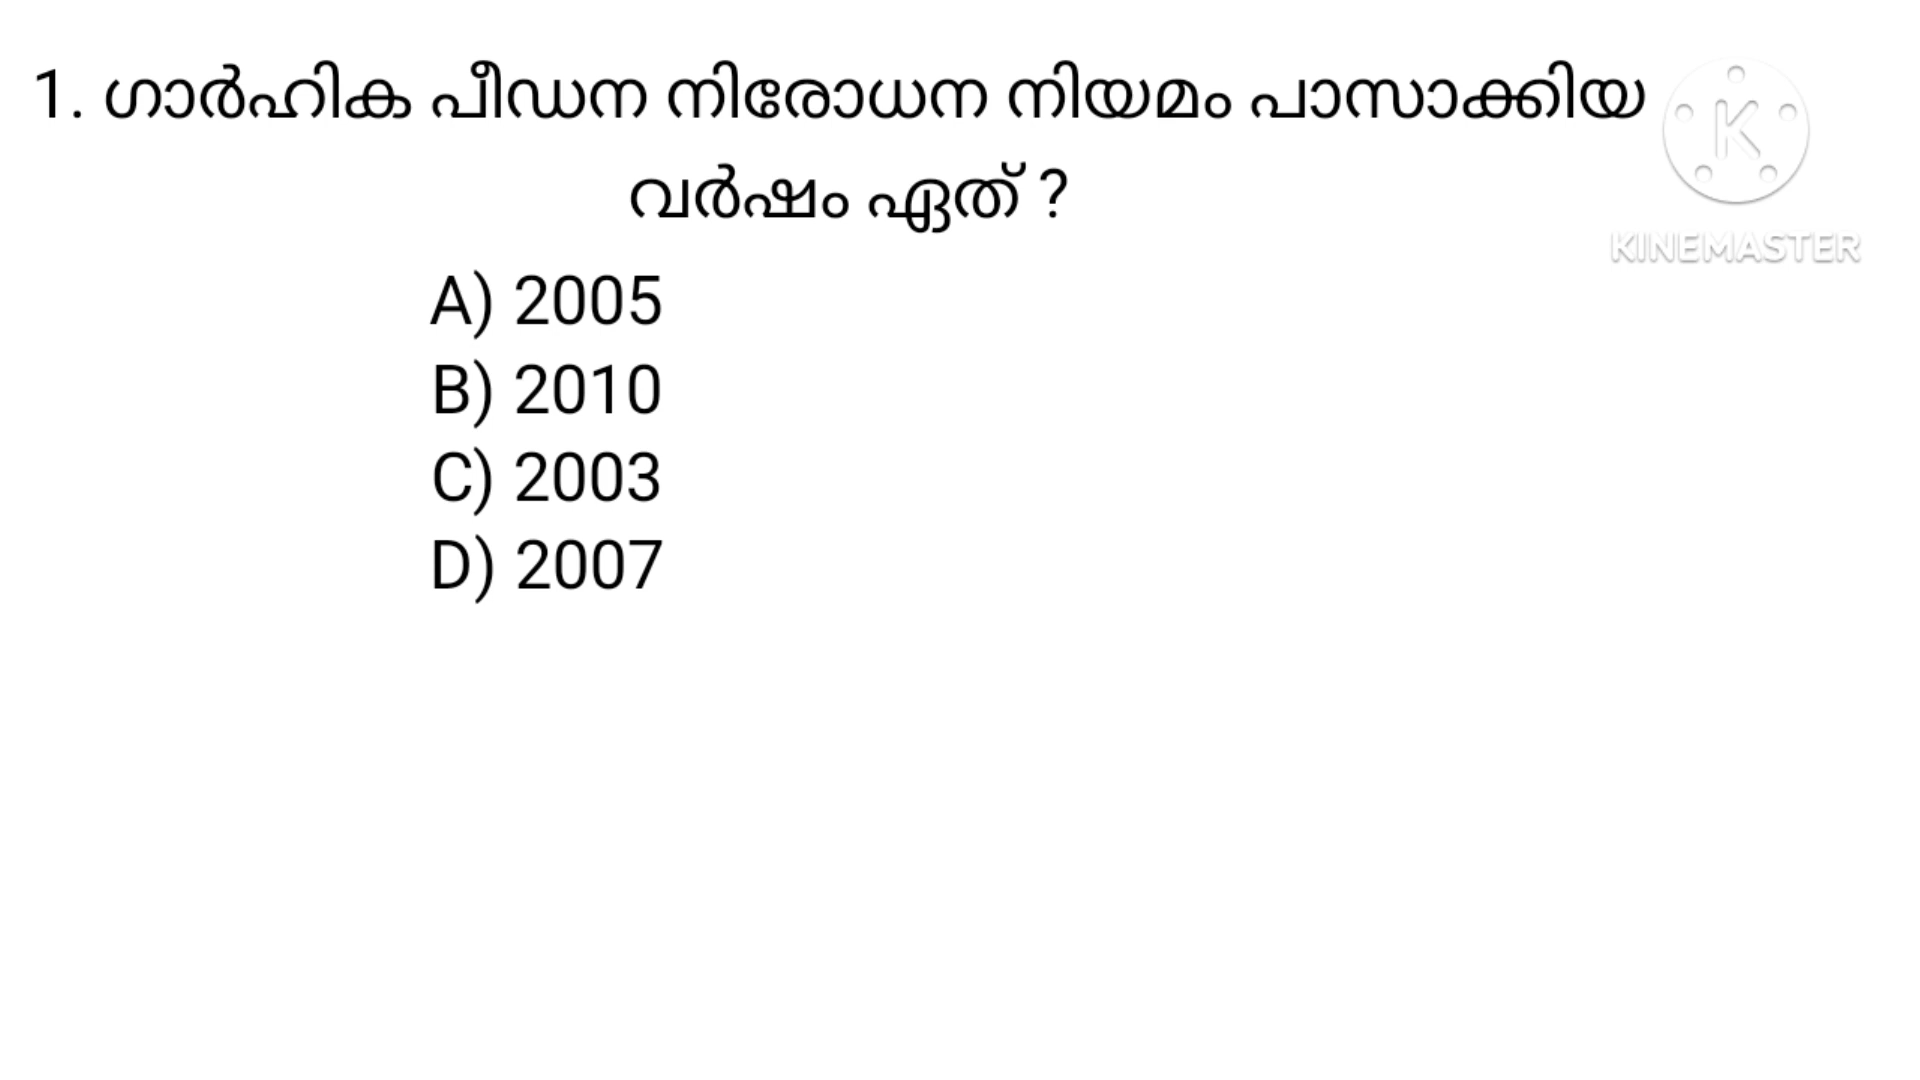 1. ഗാർഹിക പീഡന നിരോധന നിയമം പാസാക്കിയ
വർഷം ഏത് ?
A) 2005
B) 2010
C) 2003
D) 2007
K
KINEMASTER